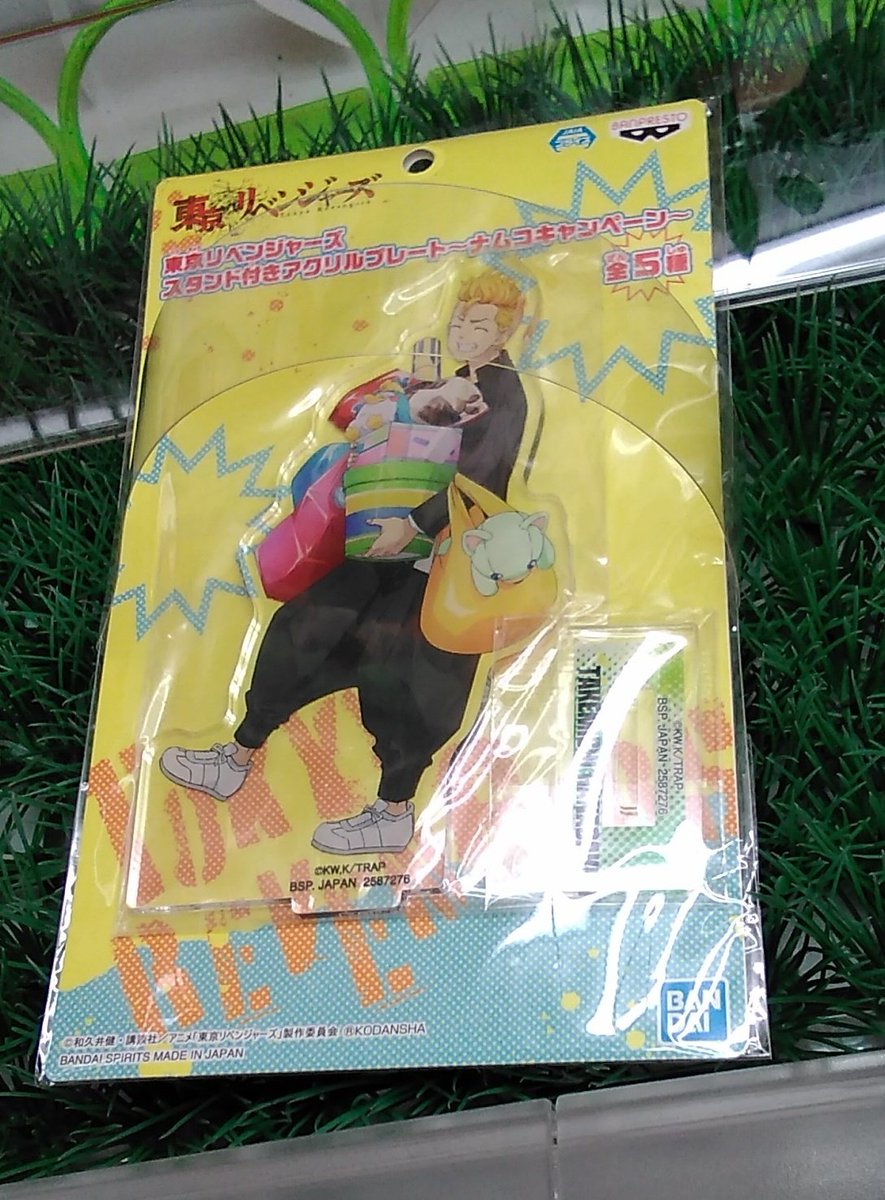 JAIA
BANPRESTO
東京リベンジャーズ
東京リベンジャーズ
スタンド付きアクリルプレート～ナムコキャンペーン～
全5種
©KW,K/TRAP
BSP. JAPAN 2587276
©KW,K/TRAP
BSP. JAPAN 2587276
BAN
DAI
©和久井健・講談社／アニメ「東京リベンジャーズ」製作委員会 ®KODANSHA
BANDAI SPIRITS MADE IN JAPAN